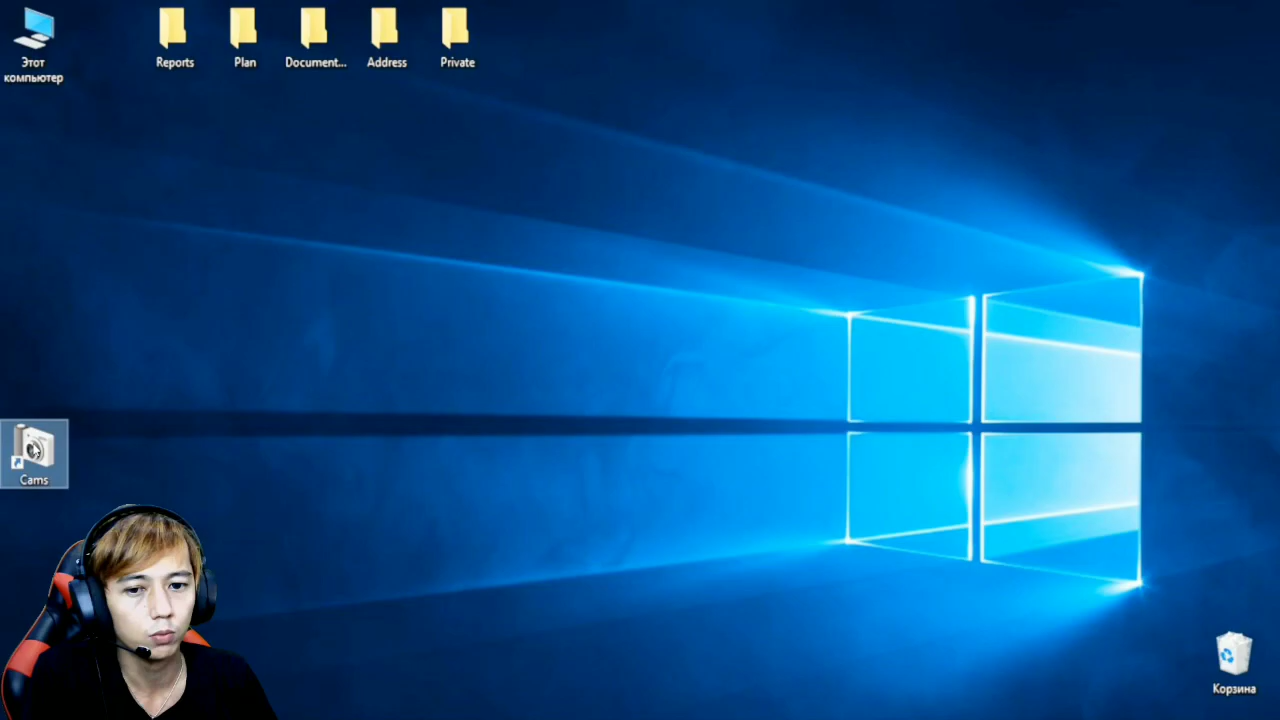 Этот
компьютер
Reports
Plan
Document...
Address
Private
Cams
Корзина